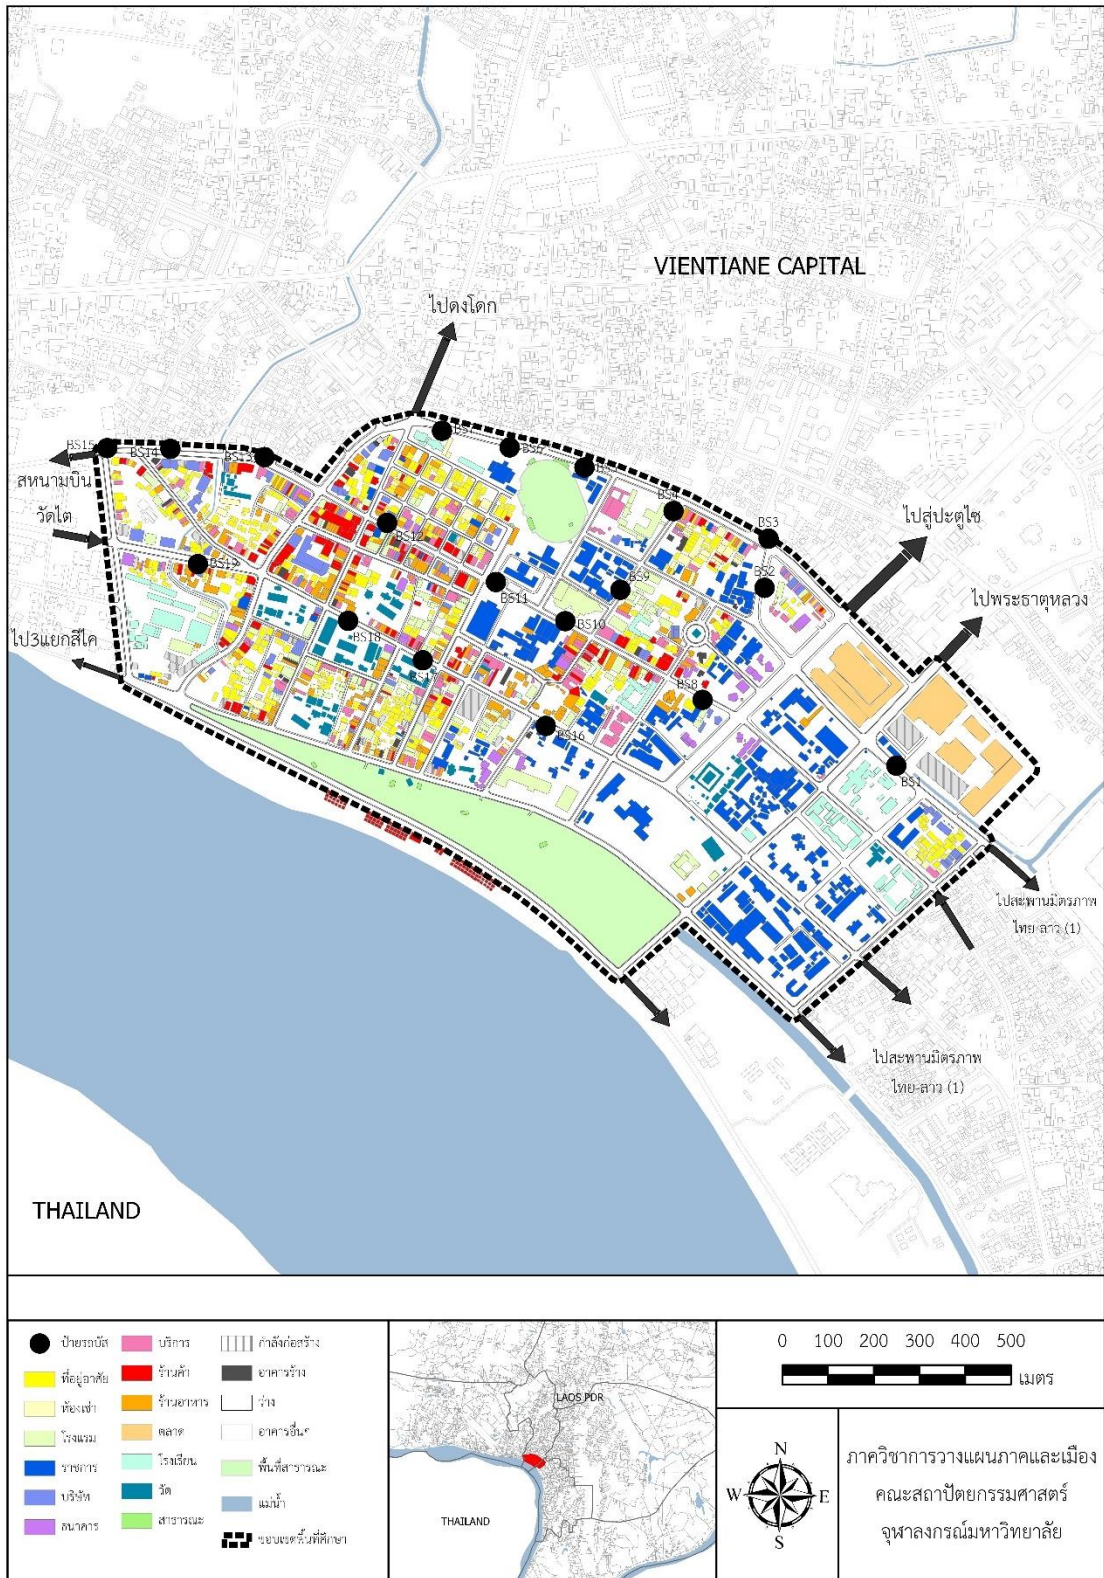 VIENTIANE CAPITAL
ไปดงโดก
BS15
BS14
BS13
BS7
BS6
BS5
BS4
BS3
สหนามบิน
วัดไต
BS12
BS19
BS11
BS9
BS2
ไปสู่ปะตูไซ
ไปพระธาตุหลวง
ไป3แยกสีไค
BS18
BS10
BS17
BS8
BS16
BS1
ไปสะพานมิตรภาพ
ไทย-ลาว (1)
ไปสะพานมิตรภาพ
ไทย-ลาว (1)
THAILAND
ป้ายรถบัส
ที่อยู่อาศัย
ห้องเช่า
โรงแรม
ราชการ
บริษัท
ธนาคาร
บริการ
ร้านค้า
ร้านอาหาร
ตลาด
โรงเรียน
วัด
สาธารณะ
กำลังก่อสร้าง
อาคารร้าง
ว่าง
อาคารอื่นๆ
พื้นที่สาธารณะ
แม่น้ำ
ขอบเขตพื้นที่ศึกษา
LAOS PDR
THAILAND
0 100 200 300 400 500
เมตร
N
W E
S
ภาควิชาการวางแผนภาคและเมือง
คณะสถาปัตยกรรมศาสตร์
จุฬาลงกรณ์มหาวิทยาลัย